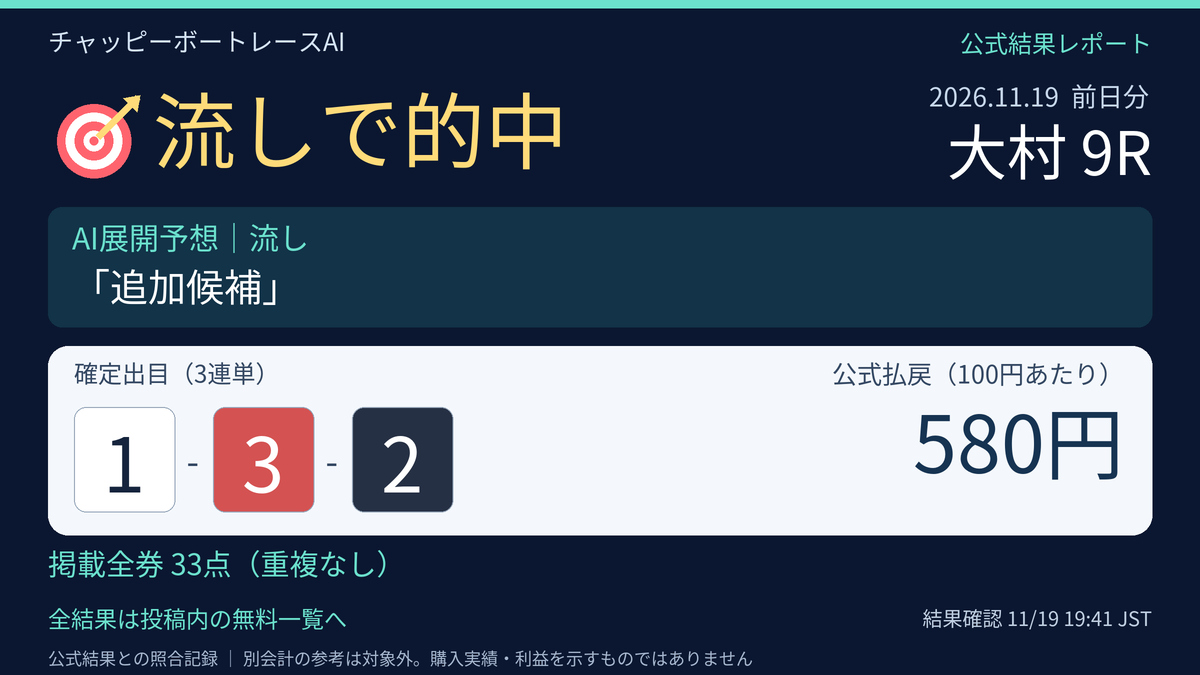 チャッピーボートレースAI
公式結果レポート
流しで的中
2026.11.19 前日分
大村 9R
AI展開予想｜流し
「追加候補」
確定出目（3連単）
公式払戻（100円あたり）
1 - 3 - 2
580円
掲載全券 33点（重複なし）
全結果は投稿内の無料一覧へ
結果確認 11/19 19:41 JST
公式結果との照合記録 ｜ 別会計の参考は対象外。購入実績・利益を示すものではありません